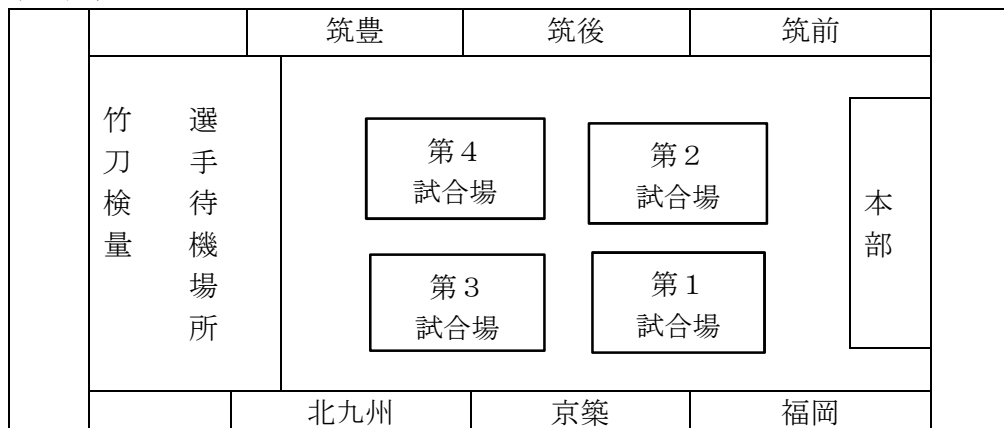 筑豊 筑後 筑前
選手待機場所
竹刀検量
第4
試合場
第2
試合場
本部
第3
試合場
第1
試合場
北九州 京築 福岡